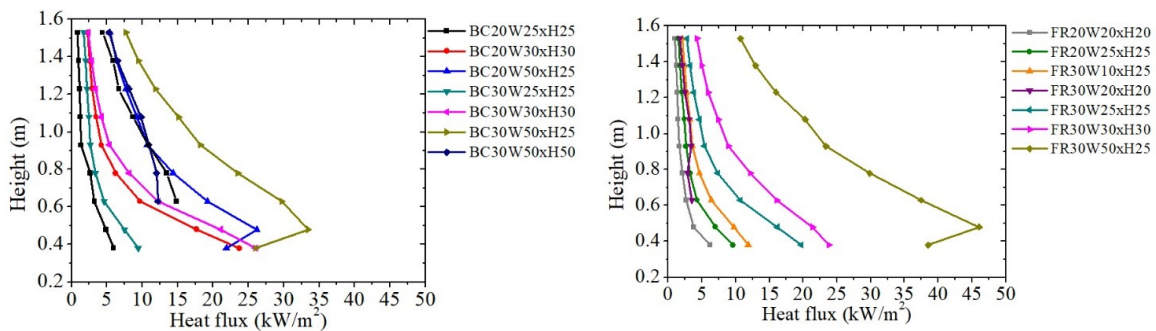 1.6
1.4
1.2
1.0
0.8
0.6
0.4
0.2
Height (m)
0 5 10 15 20 25 30 35 40 45 50
Heat flux (kW/m²)
BC20W25xH25
BC20W30xH30
BC20W50xH25
BC30W25xH25
BC30W30xH30
BC30W50xH25
BC30W50xH50
1.6
1.4
1.2
1.0
0.8
0.6
0.4
0.2
Height (m)
0 5 10 15 20 25 30 35 40 45 50
Heat flux (kW/m²)
FR20W20xH20
FR20W25xH25
FR30W10xH25
FR30W20xH20
FR30W25xH25
FR30W30xH30
FR30W50xH25